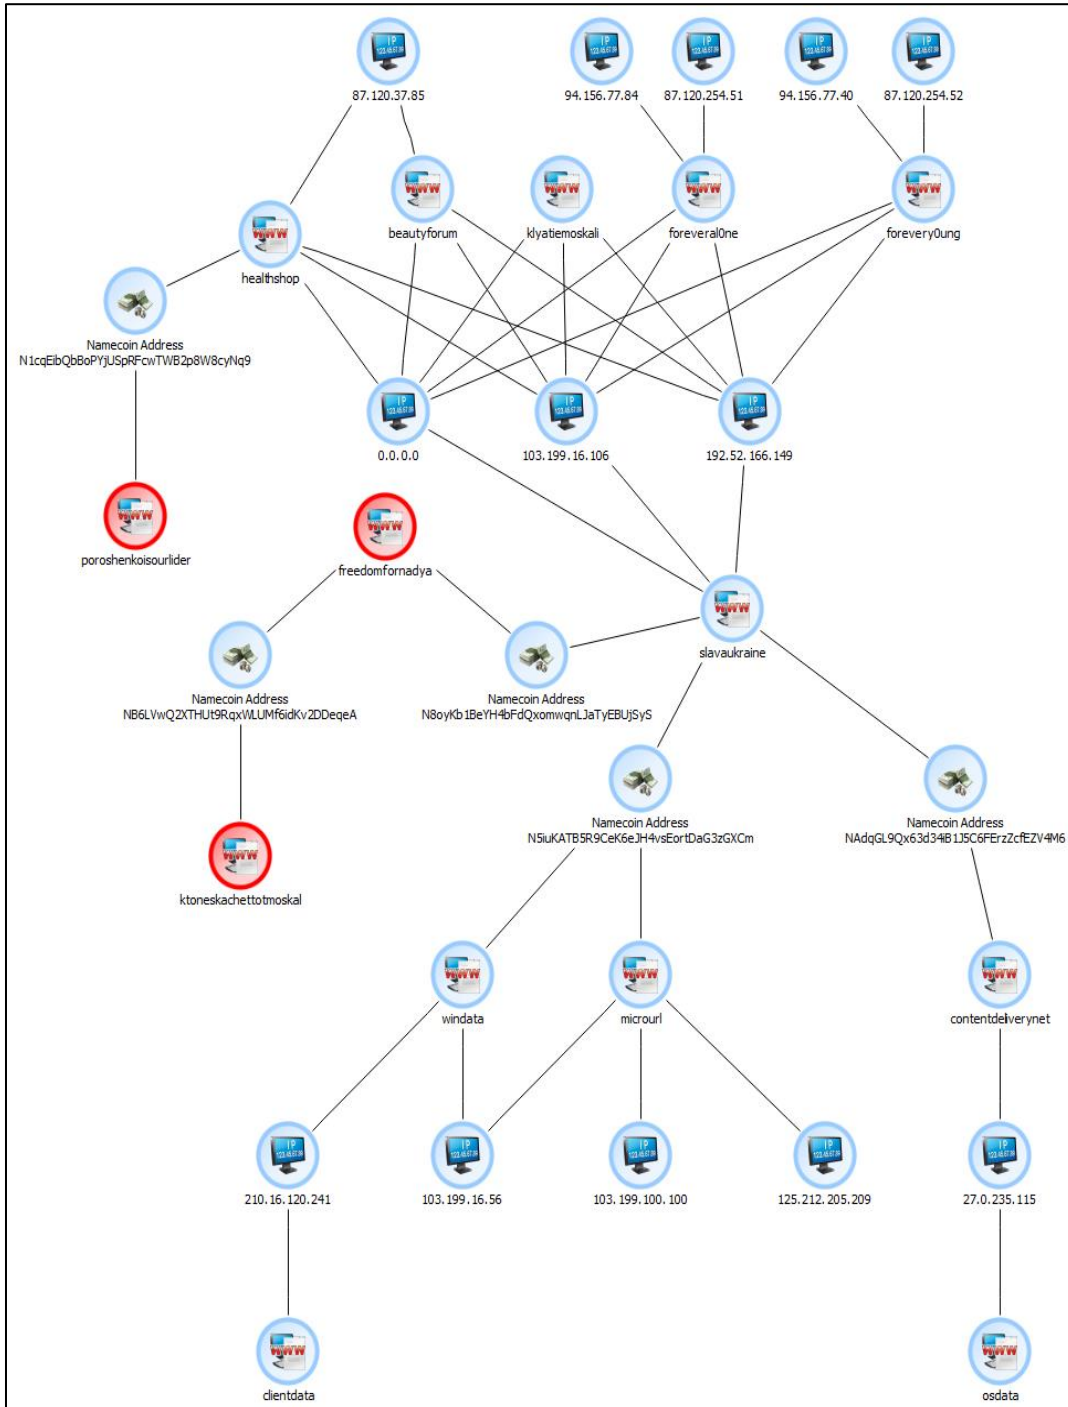 87.120.37.85
94.156.77.84
87.120.254.51
94.156.77.40
87.120.254.52
beautyforum
klyatiemoskali
foreveral0ne
forevery0ung
healthshop
Namecoin Address
N1cqEibQbBoPYjUSpRFcwTWB2p8W8cyNq9
0.0.0.0
103.199.16.106
192.52.166.149
poroshenkoisourlider
freedomfornadya
slavaukraine
Namecoin Address
NB6LVwQ2XTHUt9RqxWLUMf6idKv2DDeqeA
Namecoin Address
N8oyKb1BeYH4bFdQxomwqnLJaTyEBUjSyS
Namecoin Address
N5iuKATB5R9CeK6eJH4vsEortDaG3zGXCm
Namecoin Address
NAdqGL9Qx63d34iB1J5C6FErzZcfEZV4M6
ktoneskachettotmoskal
windata
microurl
contentdeliverynet
210.16.120.241
103.199.16.56
103.199.100.100
125.212.205.209
27.0.235.115
clientdata
osdata